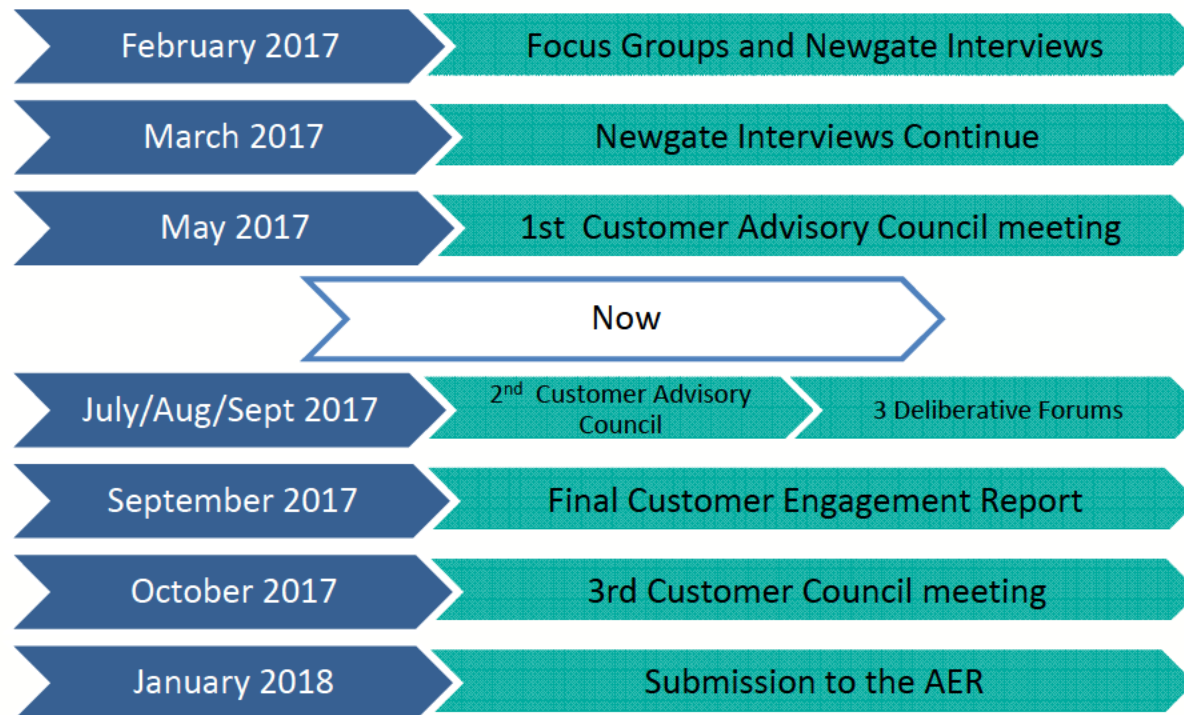 February 2017
Focus Groups and Newgate Interviews
March 2017
Newgate Interviews Continue
May 2017
1st  Customer Advisory Council meeting
Now
July/Aug/Sept 2017
2nd  Customer Advisory
Council
3 Deliberative Forums
September 2017
Final Customer Engagement Report
October 2017
3rd Customer Council meeting
January 2018
Submission to the AER